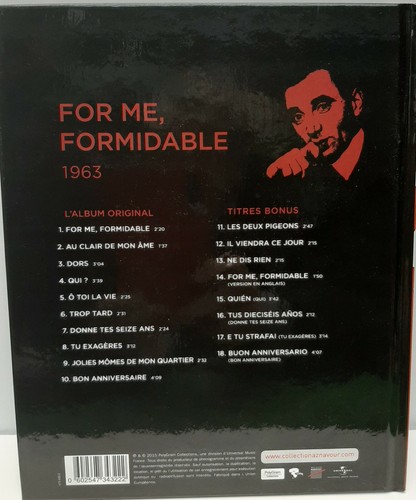 FOR ME,
FORMIDABLE
1963
L'ALBUM ORIGINAL
1. FOR ME, FORMIDABLE 2'20
2. AU CLAIR DE MON ÂME 1'37
3. DORS 3'04
4. QUI ? 3'39
5. Ô TOI LA VIE 2'25
6. TROP TARD 2'31
7. DONNE TES SEIZE ANS 2'24
8. TU EXAGÈRES 3'12
9. JOLIES MÔMES DE MON QUARTIER 2'32
10. BON ANNIVERSAIRE 4'09
TITRES BONUS
11. LES DEUX PIGEONS 2'47
12. IL VIENDRA CE JOUR 2'15
13. NE DIS RIEN 2'15
14. FOR ME, FORMIDABLE 1'50
(VERSION EN ANGLAIS)
15. QUIÉN (QUI) 3'42
16. TUS DIECISÉIS AÑOS 2'12
(DONNE TES SEIZE ANS)
17. E TU STRAFAI (TU EXAGÈRES) 3'14
18. BUON ANNIVERSARIO 4'07
(BON ANNIVERSAIRE)
0 602547 343222
www.collectionaznavour.com
UNIVERSAL